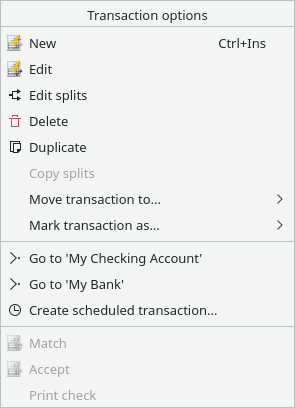 Transaction options
New Ctrl+Ins
Edit
Edit splits
Delete
Duplicate
Copy splits
Move transaction to...
Mark transaction as...
Go to 'My Checking Account'
Go to 'My Bank'
Create scheduled transaction...
Match
Accept
Print check